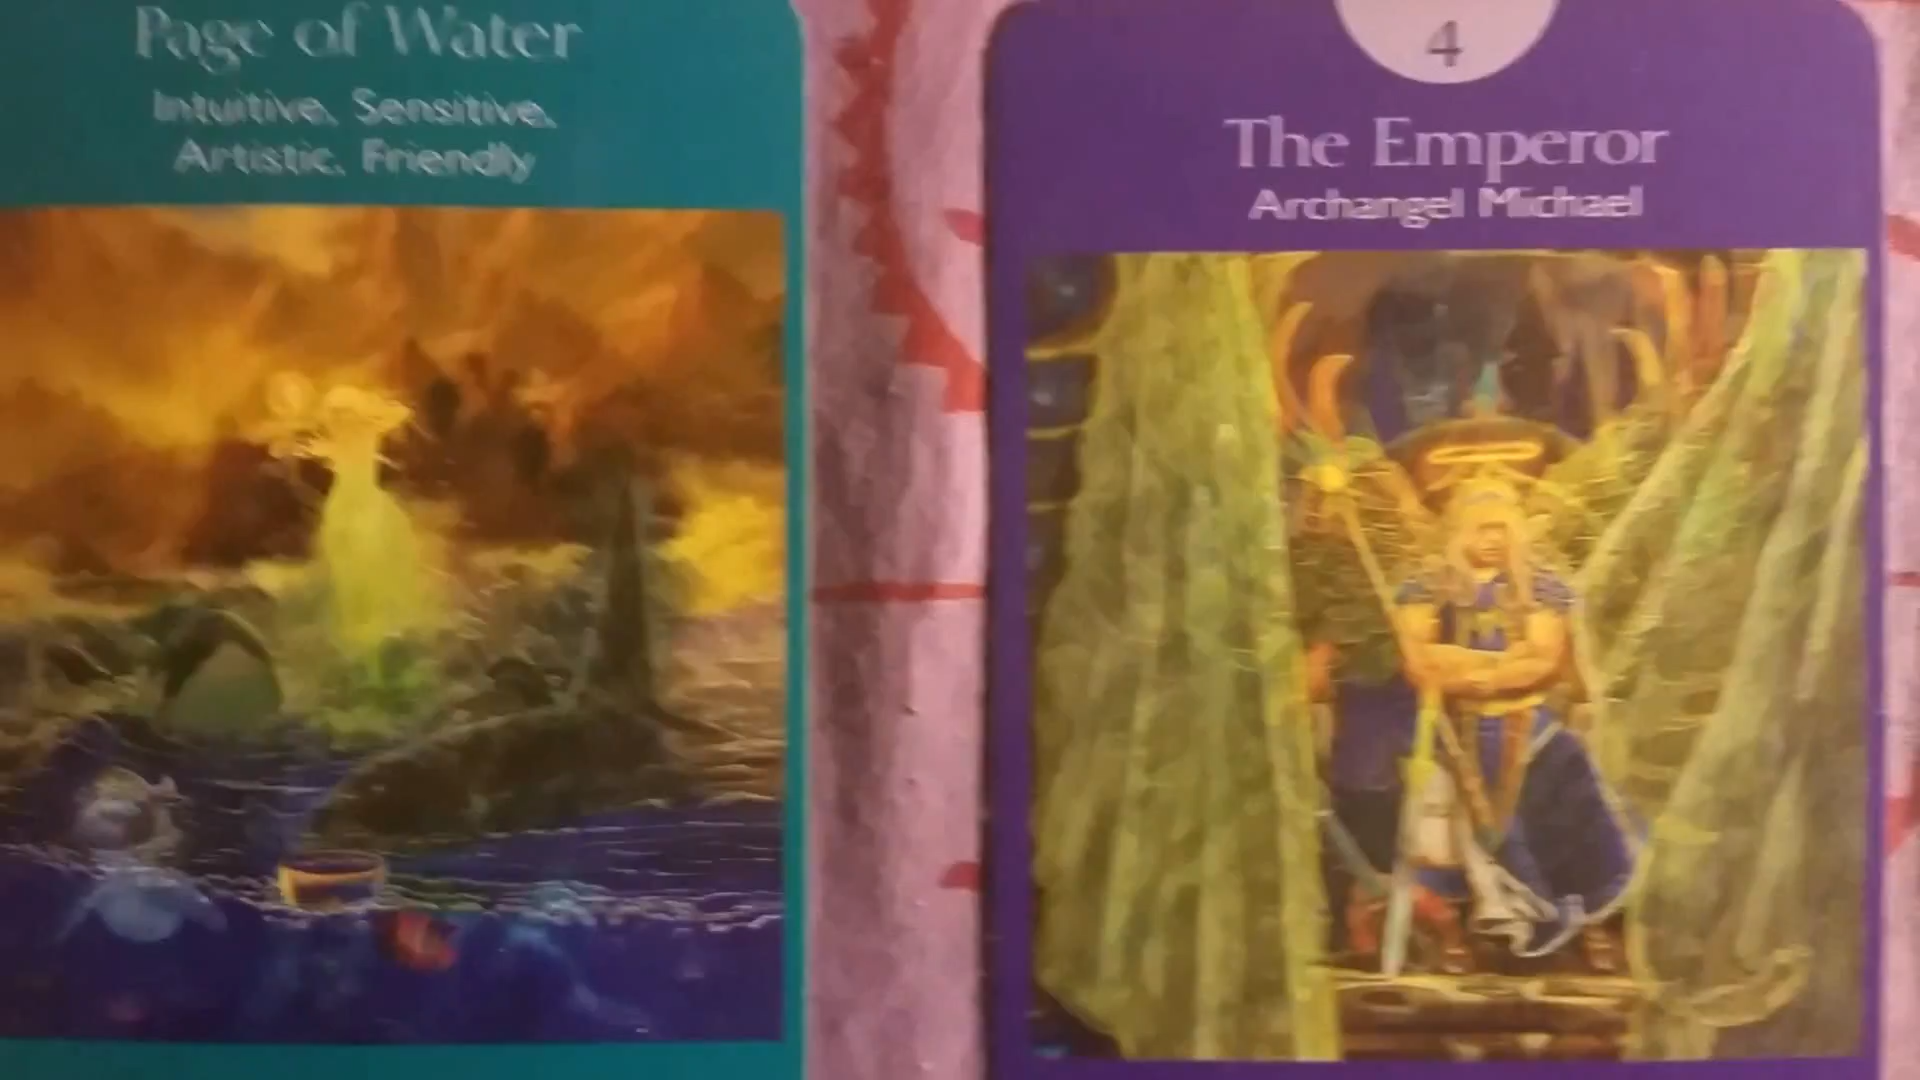 Page of Water
Intuitive, Sensitive,
Artistic, Friendly
4
The Emperor
Archangel Michael